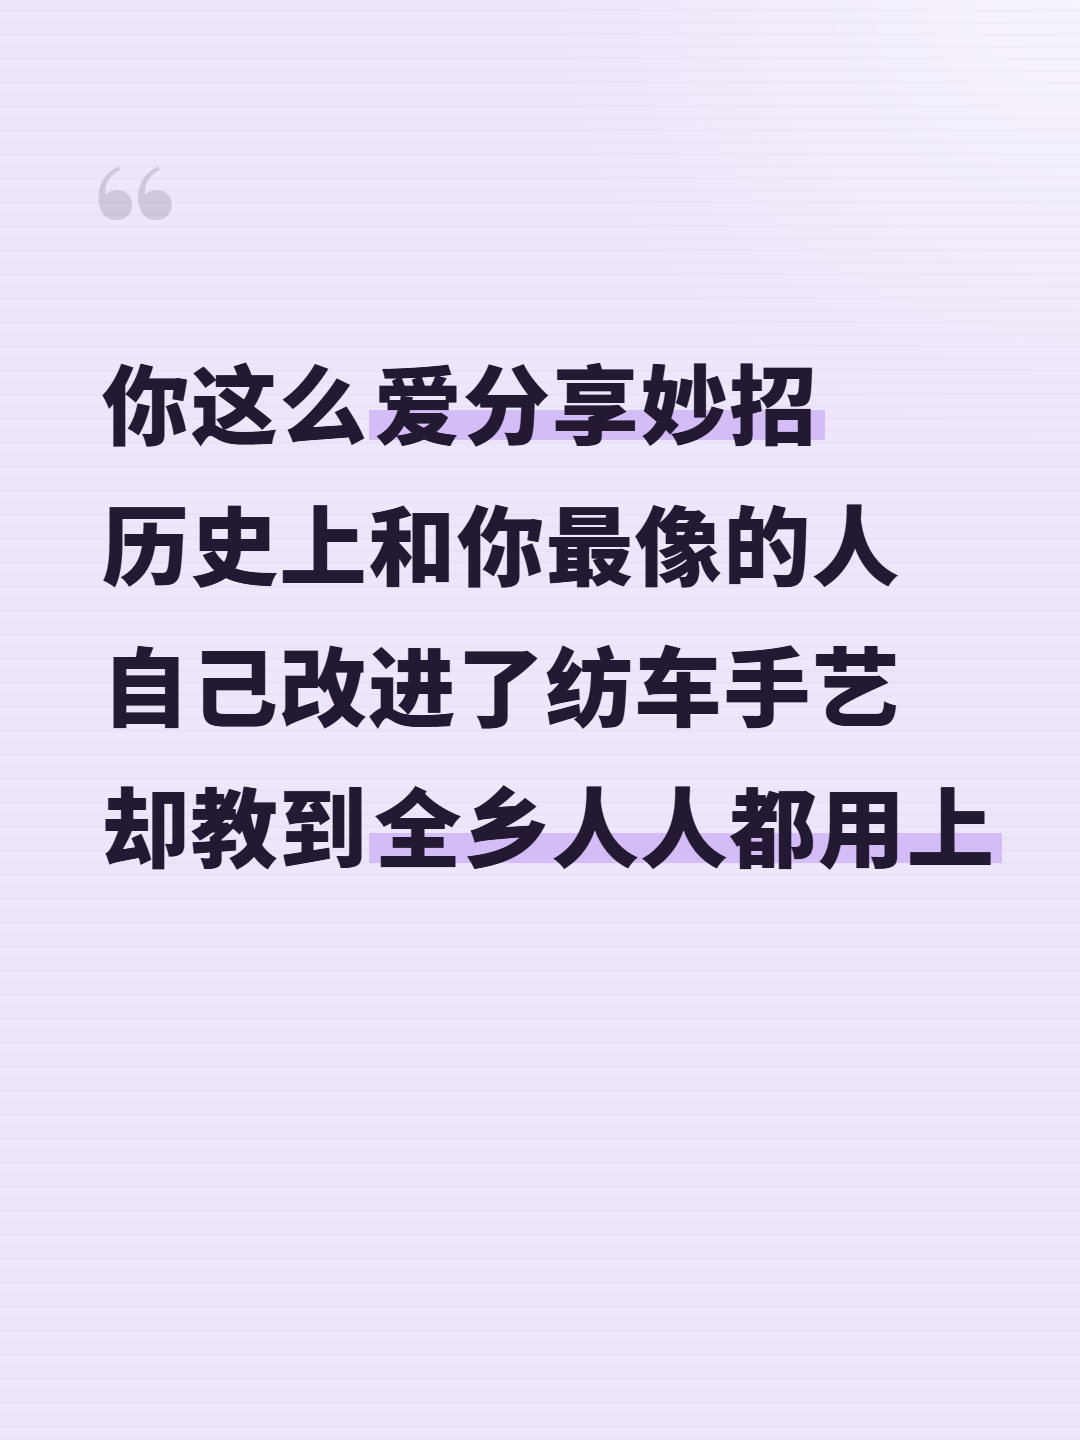 “
你这么爱分享妙招
历史上和你最像的人
自己改进了纺车手艺
却教到全乡人人都用上